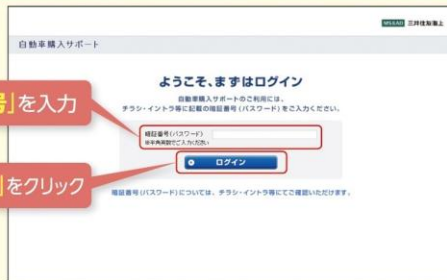 MS&AD 三井住友海上
自動車購入サポート
ようこそ、まずはログイン
自動車購入サポートのご利用には、
チラシ・イントラ等に記載の暗証番号(パスワード)をご入力ください。
号」を入力
暗証番号(パスワード)
※半角英数でご入力ください
ログイン
」をクリック
暗証番号(パスワード)については、チラシ・イントラ等にてご確認いただけます。